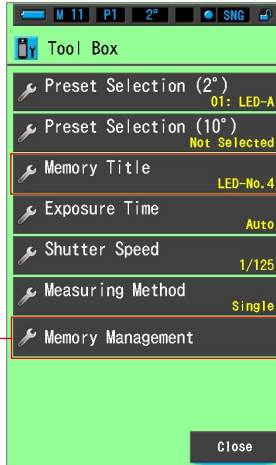 M 11 P1 2° SNG
Tool Box
Preset Selection (2°)
01: LED-A
Preset Selection (10°)
Not Selected
Memory Title
LED-No.4
Exposure Time
Auto
Shutter Speed
1/125
Measuring Method
Single
Memory Management
Close